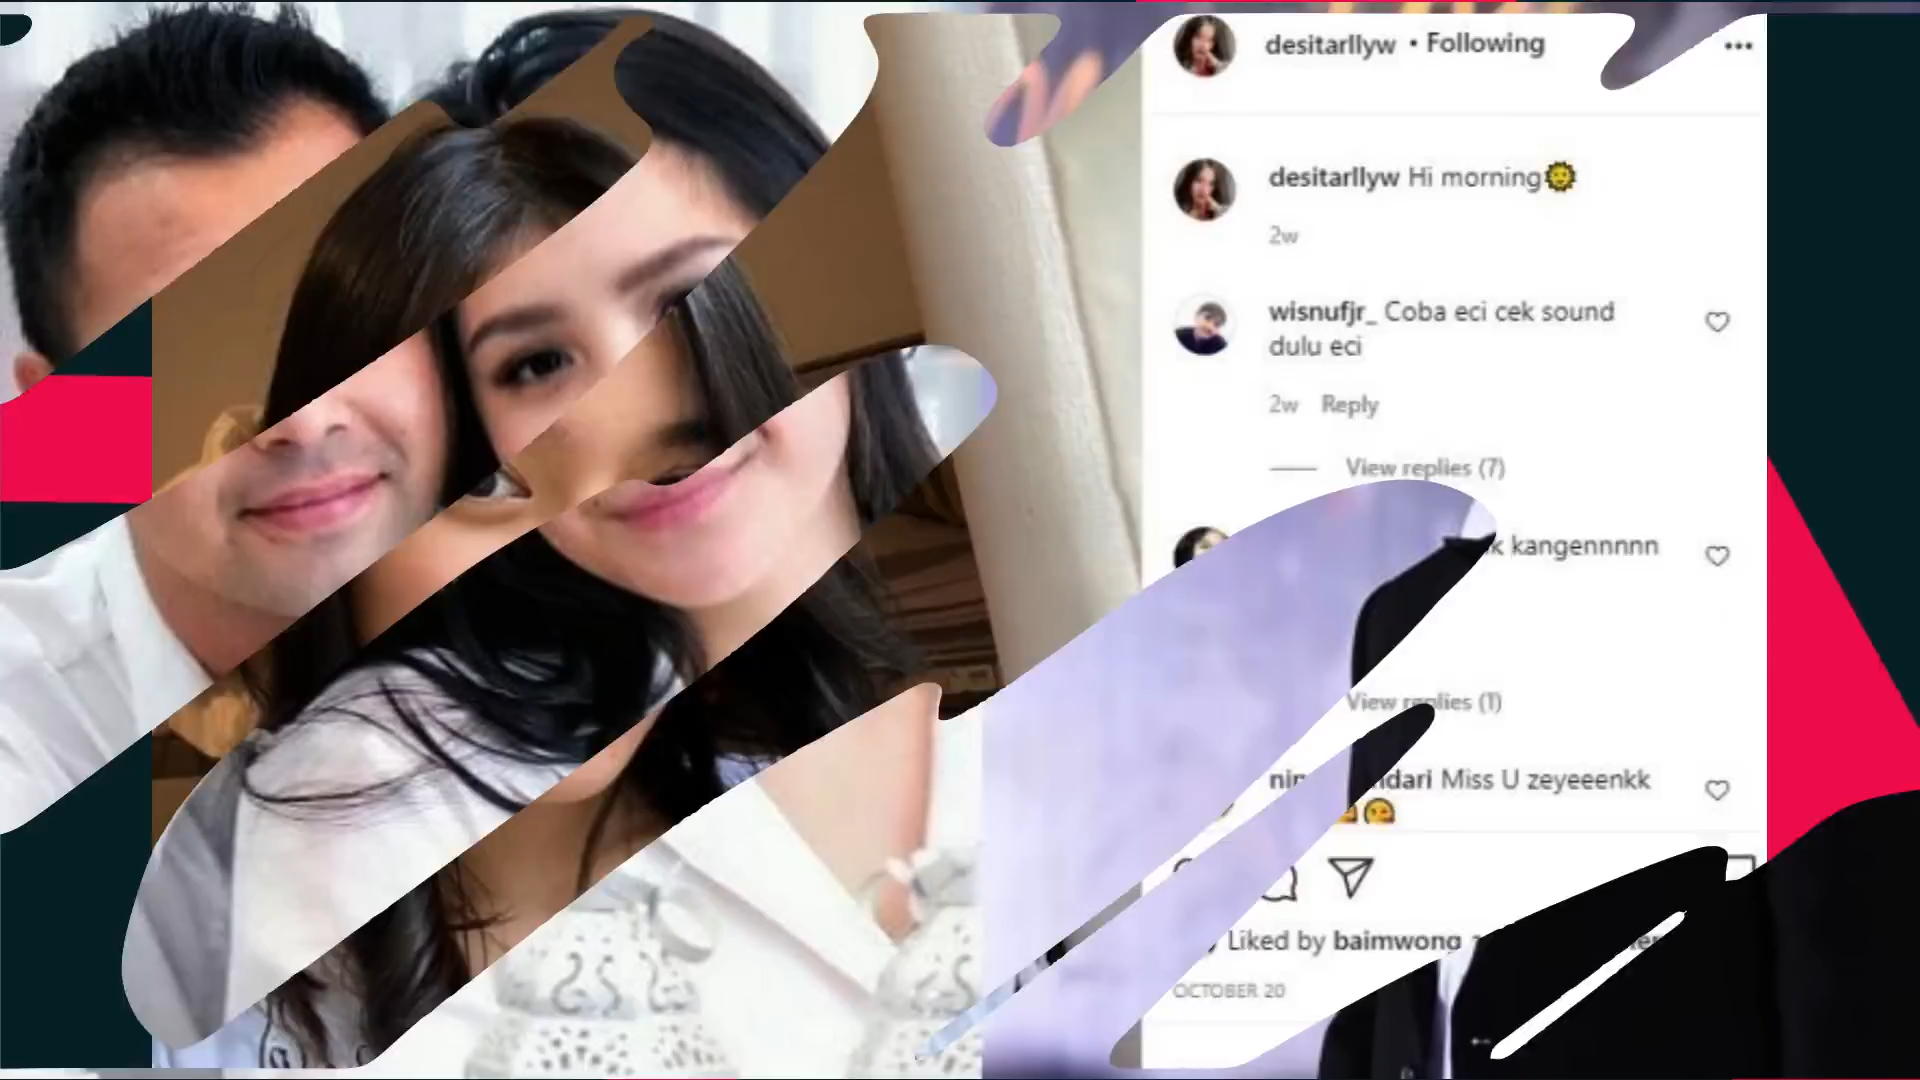 desitarllyw • Following
desitarllyw Hi morning🌞
2w
wisnufjr_ Coba eci cek sound
dulu eci
2w Reply
View replies (7)
kangennnnn
View replies (1)
Miss U zeyeeenkk
Liked by baimwong
OCTOBER 20